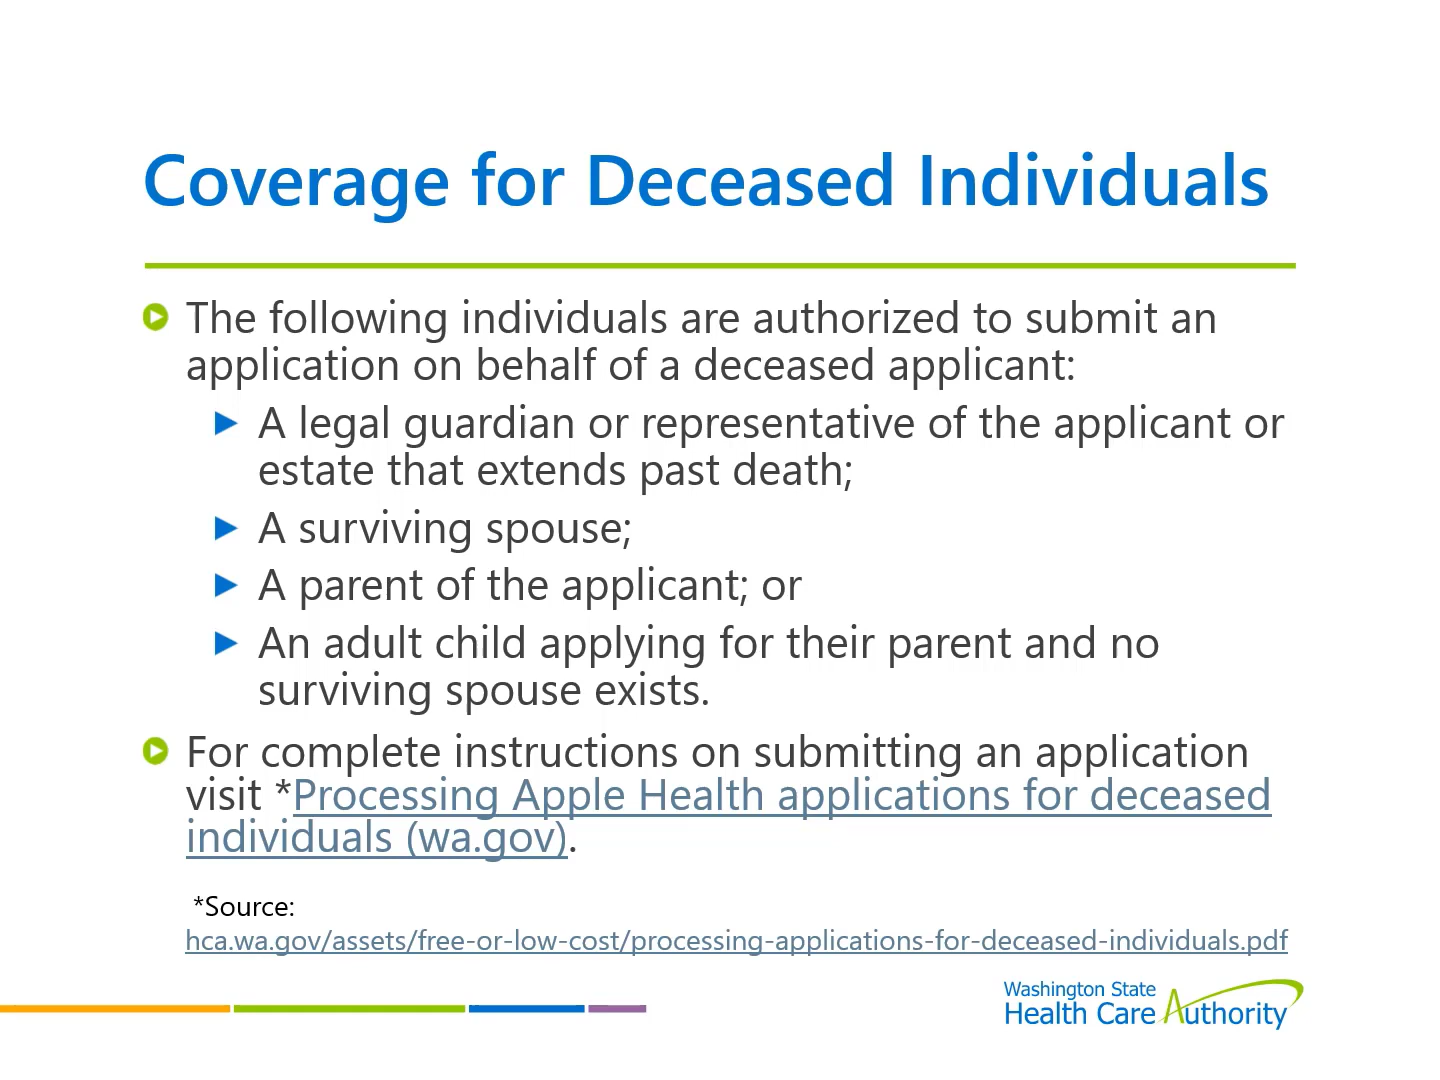 Coverage for Deceased Individuals
The following individuals are authorized to submit an
application on behalf of a deceased applicant:
A legal guardian or representative of the applicant or
estate that extends past death;
A surviving spouse;
A parent of the applicant; or
An adult child applying for their parent and no
surviving spouse exists.
For complete instructions on submitting an application
visit *Processing Apple Health applications for deceased
individuals (wa.gov).
*Source:
hca.wa.gov/assets/free-or-low-cost/processing-applications-for-deceased-individuals.pdf
Washington State
Health Care Authority